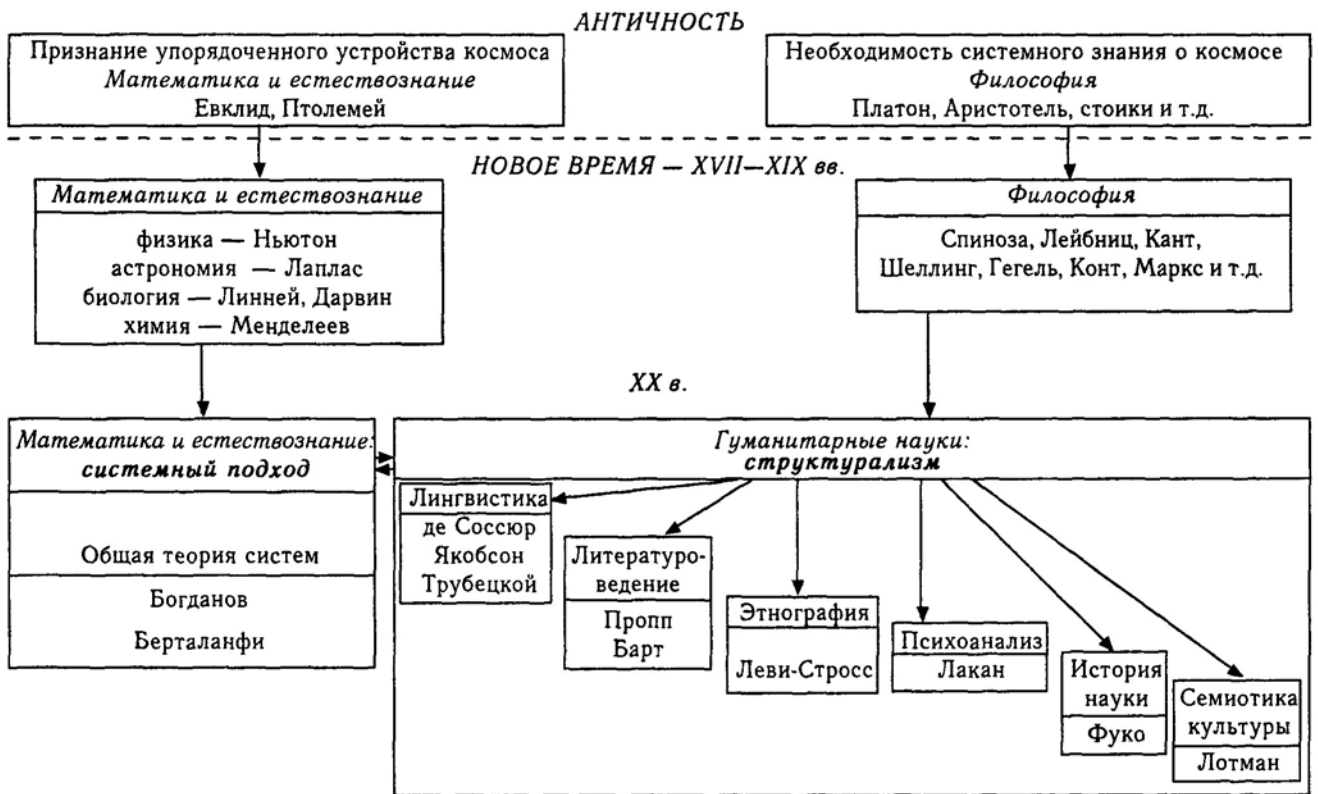 АНТИЧНОСТЬ
Признание упорядоченного устройства космоса
Математика и естествознание
Евклид, Птолемей
Необходимость системного знания о космосе
Философия
Платон, Аристотель, стоики и т.д.
НОВОЕ ВРЕМЯ — XVII—XIX вв.
Математика и естествознание
физика — Ньютон
астрономия — Лаплас
биология — Линней, Дарвин
химия — Менделеев
Философия
Спиноза, Лейбниц, Кант,
Шеллинг, Гегель, Конт, Маркс и т.д.
XX в.
Математика и естествознание:
системный подход
Общая теория систем
Богданов
Берталанфи
Гуманитарные науки:
структурализм
Лингвистика
де Соссюр
Якобсон
Трубецкой
Литературо-
ведение
Пропп
Барт
Этнография
Леви-Стросс
Психоанализ
Лакан
История
науки
Фуко
Семиотика
культуры
Лотман